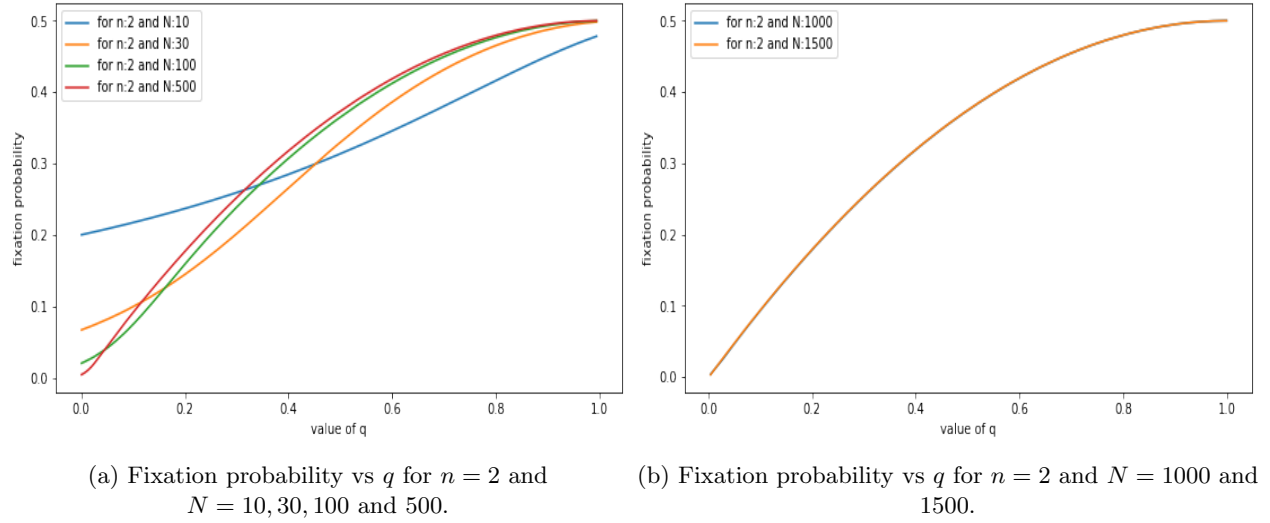 for n:2 and N:10
for n:2 and N:30
for n:2 and N:100
for n:2 and N:500
fixation probability
0.5
0.4
0.3
0.2
0.1
0.0
0.0 0.2 0.4 0.6 0.8 1.0
value of q
for n:2 and N:1000
for n:2 and N:1500
fixation probability
0.5
0.4
0.3
0.2
0.1
0.0
0.0 0.2 0.4 0.6 0.8 1.0
value of q
(a) Fixation probability vs q for n = 2 and
N = 10, 30, 100 and 500.
(b) Fixation probability vs q for n = 2 and N = 1000 and
1500.